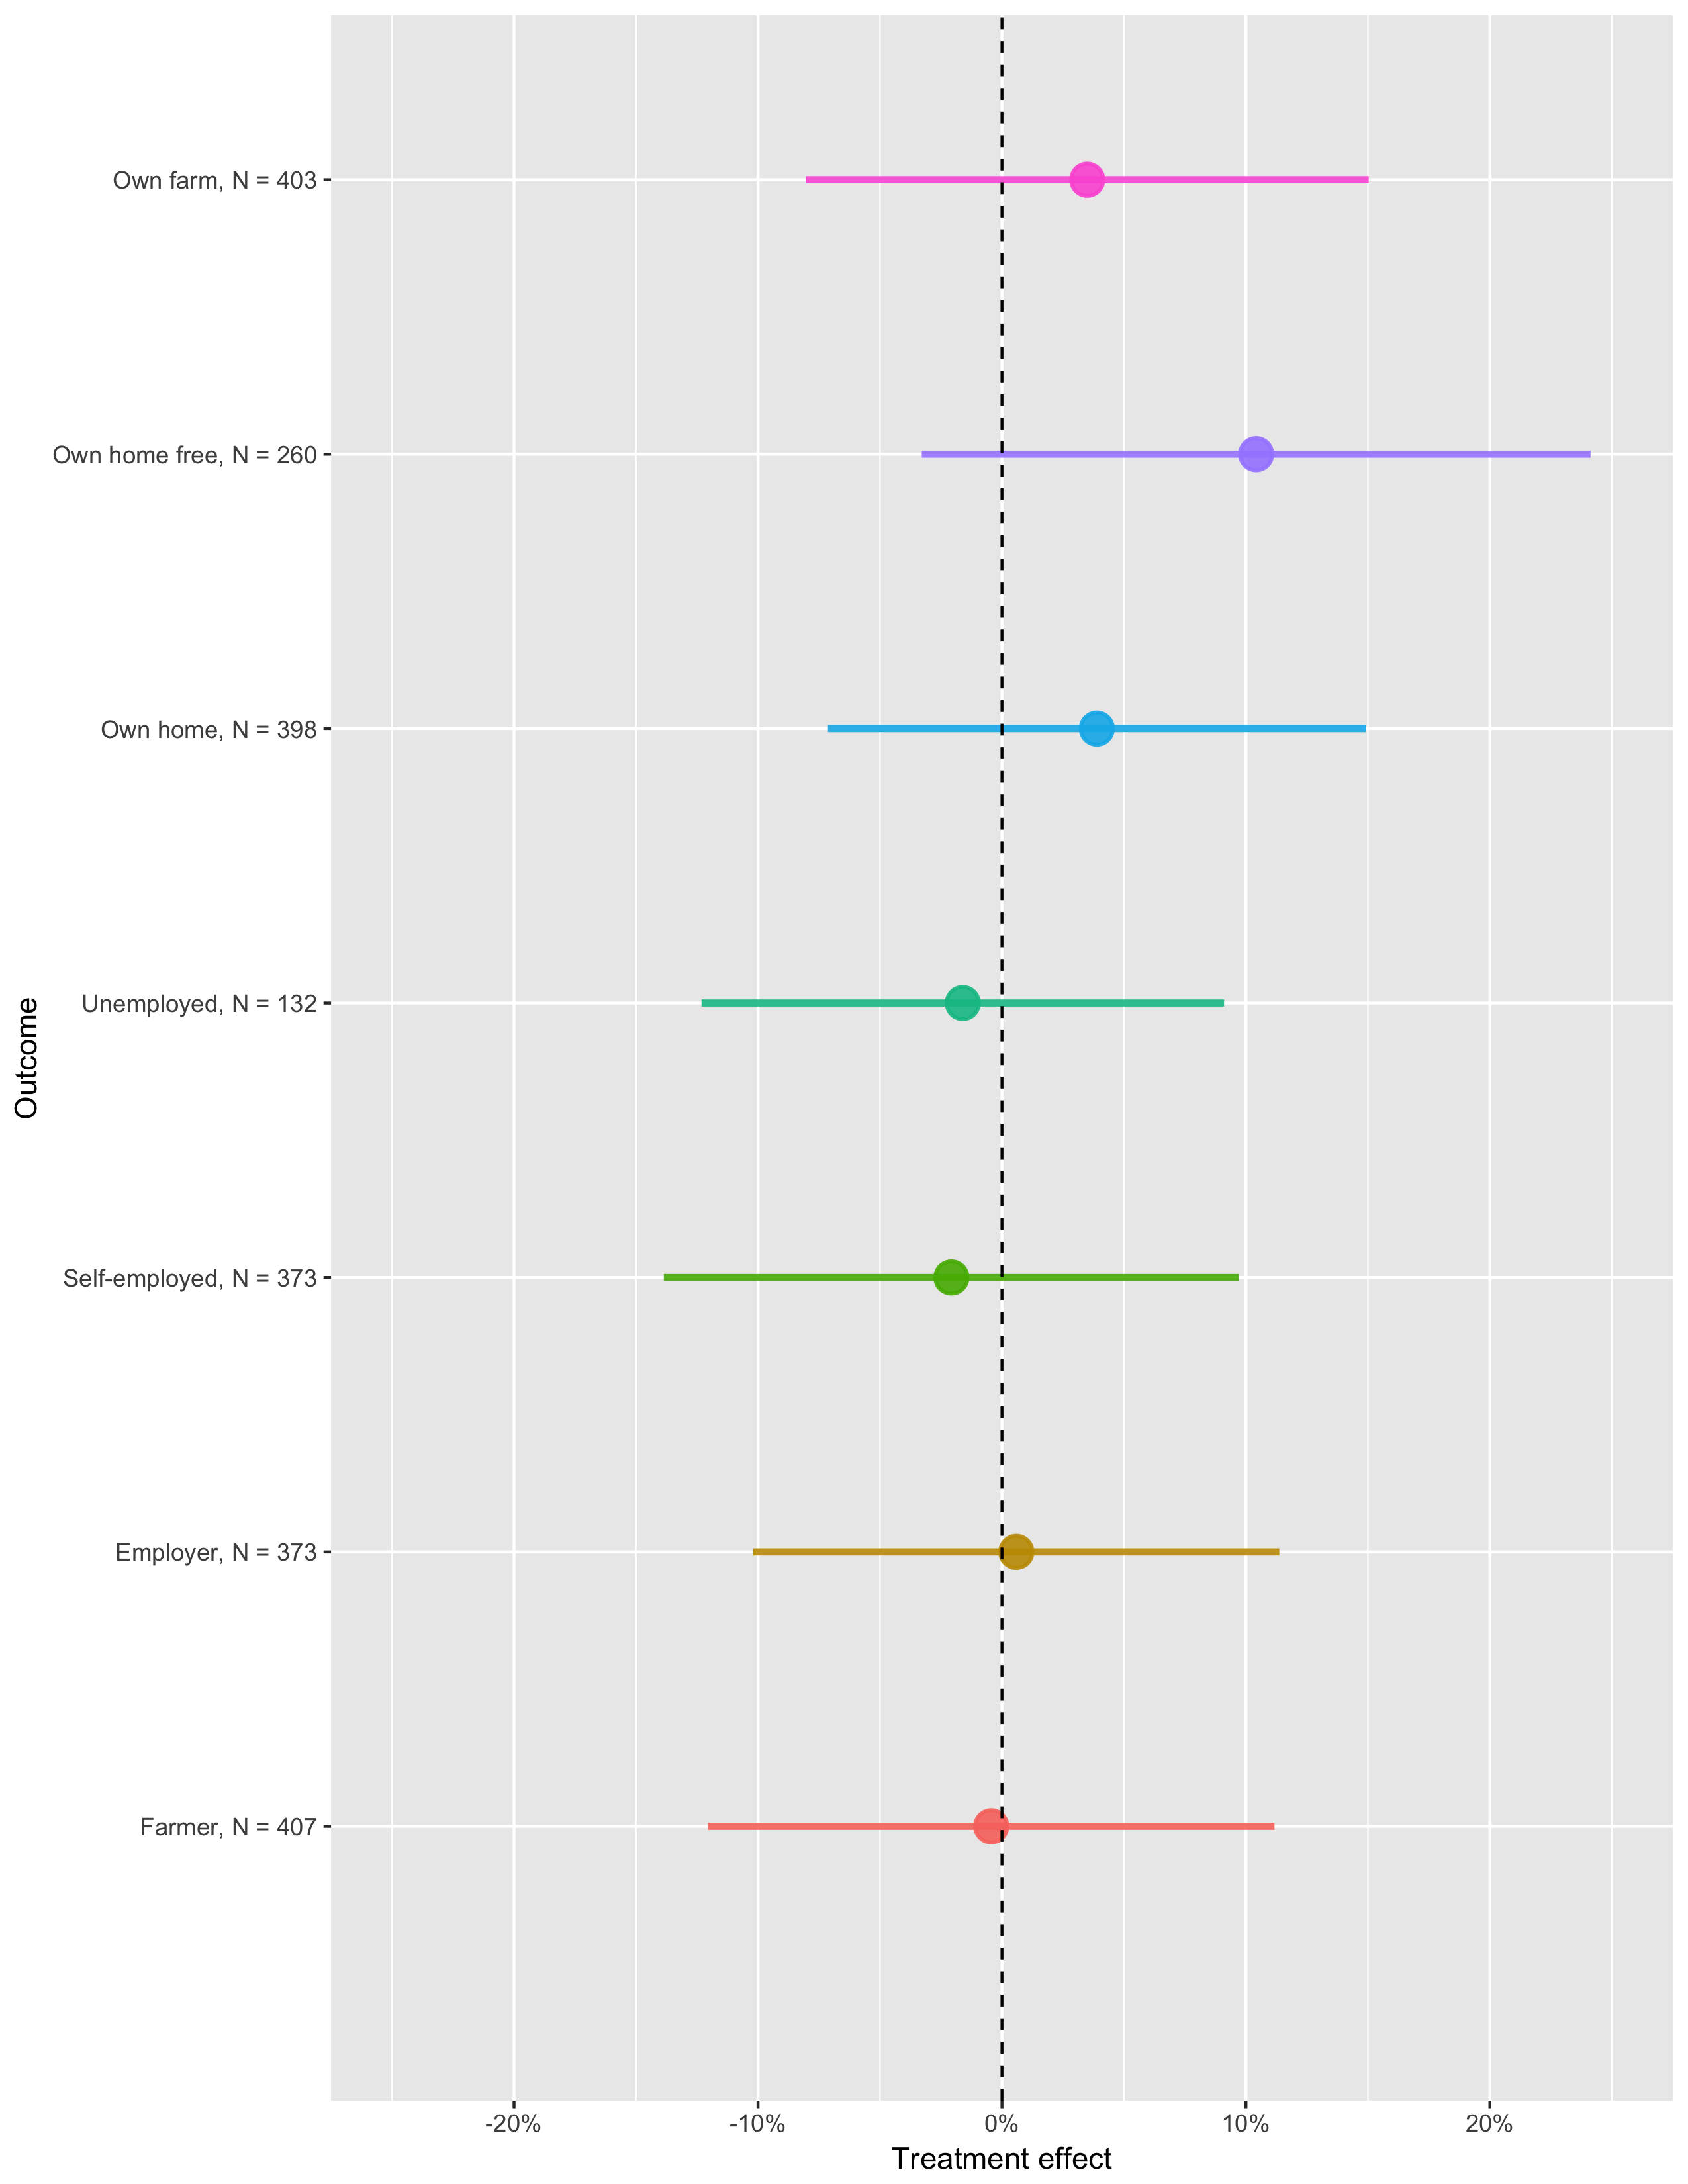 Own farm, N = 403
Own home free, N = 260
Own home, N = 398
Unemployed, N = 132
Self-employed, N = 373
Employer, N = 373
Farmer, N = 407
Outcome
-20%
-10%
0%
10%
20%
Treatment effect